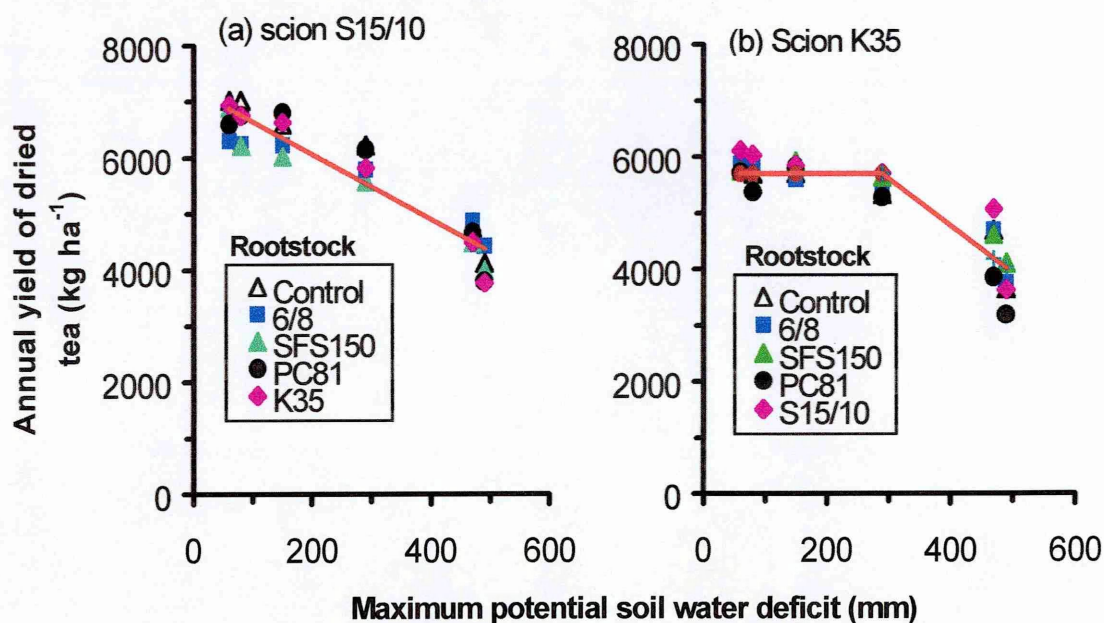 (a) scion S15/10
(b) Scion K35
Annual yield of dried
tea (kg ha⁻¹)
8000
6000
4000
2000
0
Rootstock
Control
6/8
SFS150
PC81
K35
0 200 400 600
8000
6000
4000
2000
0
Rootstock
Control
6/8
SFS150
PC81
S15/10
0 200 400 600
Maximum potential soil water deficit (mm)